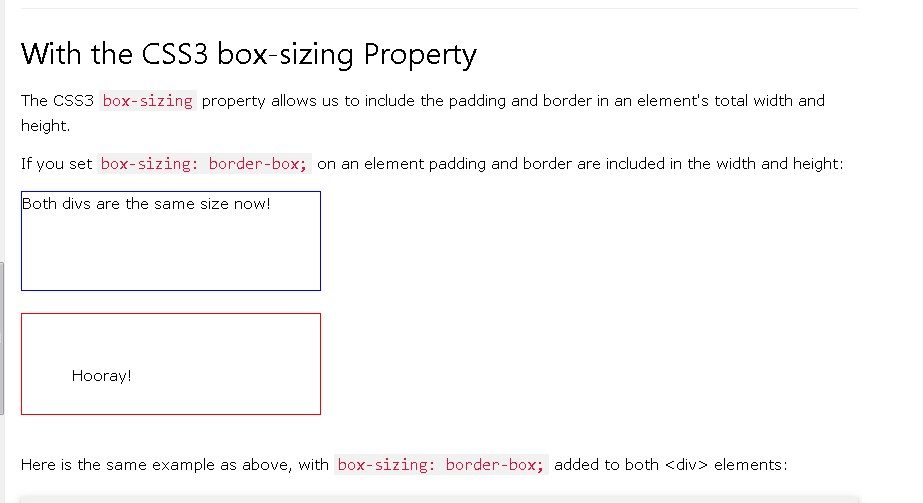 With the CSS3 box-sizing Property
The CSS3 box-sizing property allows us to include the padding and border in an element's total width and
height.
If you set box-sizing: border-box; on an element padding and border are included in the width and height:
Both divs are the same size now!
Hooray!
Here is the same example as above, with box-sizing: border-box; added to both <div> elements: